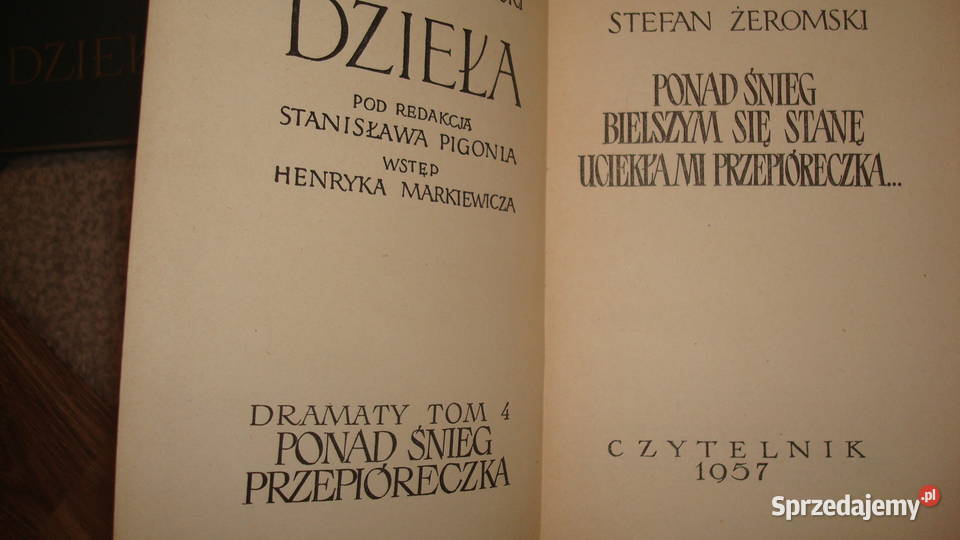 DZIEŁA
POD REDAKCJĄ
STANISŁAWA PIGONIA
WSTĘP
HENRYKA MARKIEWICZA
DRAMATY TOM 4
PONAD ŚNIEG
PRZEPIÓRECZKA
STEFAN ŻEROMSKI
PONAD ŚNIEG
BIELSZYM SIĘ STANĘ
UCIEKŁA MI PRZEPIÓRECZKA...
CZYTELNIK
1957
Sprzedajemy.pl